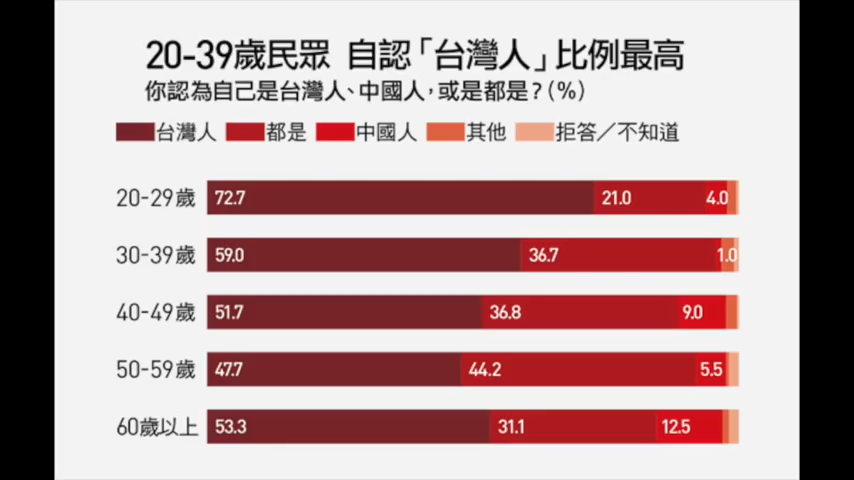 20-39歲民眾 自認「台灣人」比例最高
你認為自己是台灣人、中國人，或是都是？(%)
台灣人 都是 中國人 其他 拒答／不知道
20-29歲 72.7 21.0 4.0
30-39歲 59.0 36.7 1.0
40-49歲 51.7 36.8 9.0
50-59歲 47.7 44.2 5.5
60歲以上 53.3 31.1 12.5